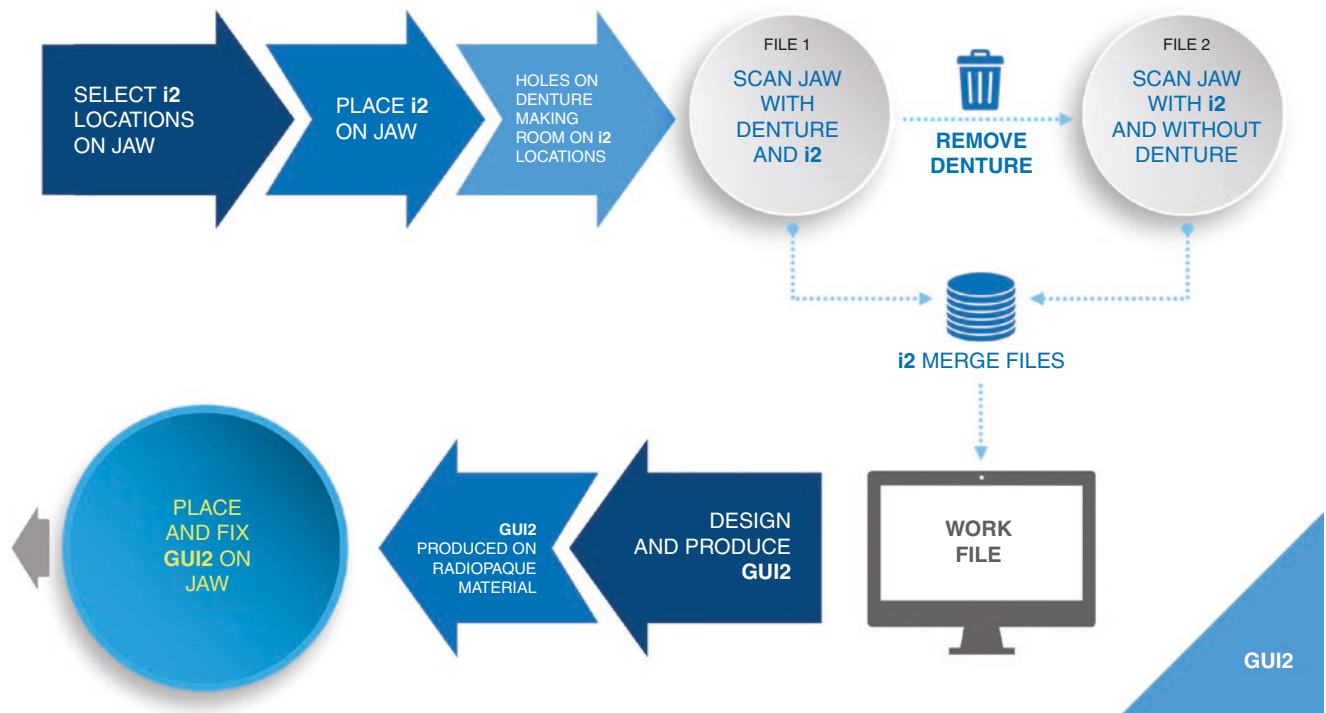 SELECT i2
LOCATIONS
ON JAW
PLACE i2
ON JAW
HOLES ON
DENTURE
MAKING
ROOM ON i2
LOCATIONS
FILE 1
SCAN JAW
WITH
DENTURE
AND i2
REMOVE
DENTURE
FILE 2
SCAN JAW
WITH i2
AND WITHOUT
DENTURE
i2 MERGE FILES
WORK
FILE
DESIGN
AND PRODUCE
GUI2
GUI2
PRODUCED ON
RADIOPAQUE
MATERIAL
PLACE
AND FIX
GUI2 ON
JAW
GUI2